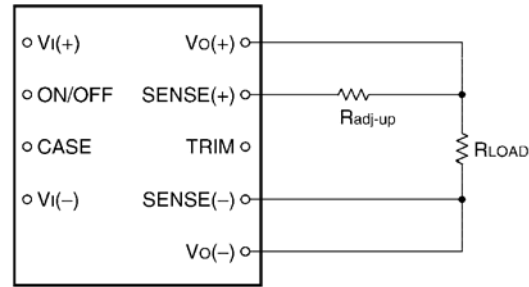 VI(+) VO(+)
ON/OFF SENSE(+)
Radj-up
CASE TRIM
RLOAD
VI(–) SENSE(–)
VO(–)